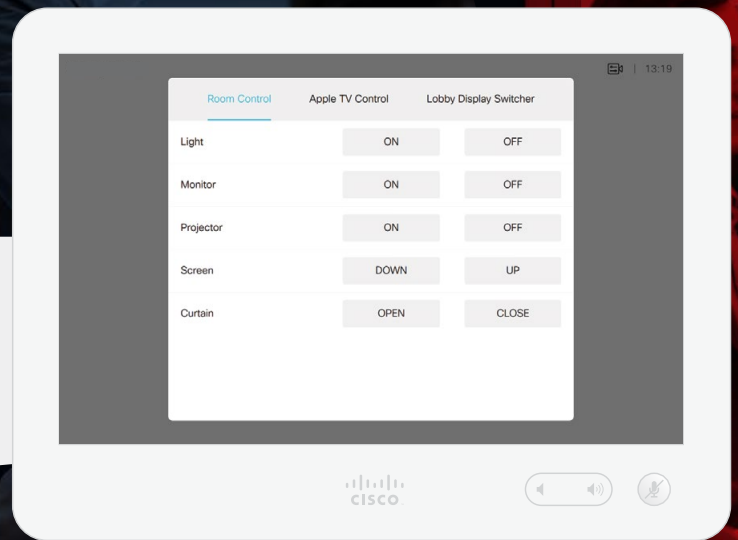 13:19
Room Control Apple TV Control Lobby Display Switcher
Light ON OFF
Monitor ON OFF
Projector ON OFF
Screen DOWN UP
Curtain OPEN CLOSE
CISCO